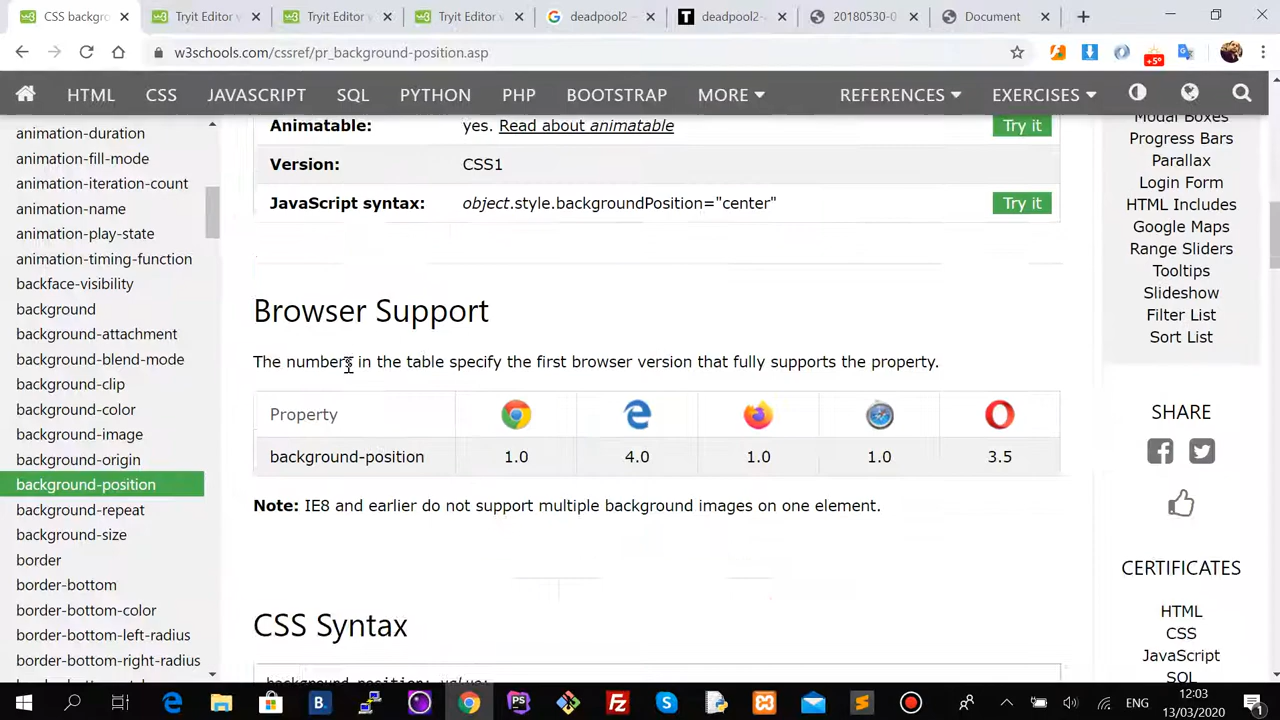 CSS backgr
Tryit Editor v
Tryit Editor v
Tryit Editor v
deadpool2 –
deadpool2-
20180530-0
Document
w3schools.com/cssref/pr_background-position.asp
+5°
HTML CSS JAVASCRIPT SQL PYTHON PHP BOOTSTRAP MORE REFERENCES EXERCISES
animation-duration
animation-fill-mode
animation-iteration-count
animation-name
animation-play-state
animation-timing-function
backface-visibility
background
background-attachment
background-blend-mode
background-clip
background-color
background-image
background-origin
background-position
background-repeat
background-size
border
border-bottom
border-bottom-color
border-bottom-left-radius
border-bottom-right-radius
Animatable: yes. Read about animatable Try it
Version: CSS1
JavaScript syntax: object.style.backgroundPosition="center" Try it
Browser Support
The numbers in the table specify the first browser version that fully supports the property.
Property
background-position 1.0 4.0 1.0 1.0 3.5
Note: IE8 and earlier do not support multiple background images on one element.
CSS Syntax
background-position: value;
Modal Boxes
Progress Bars
Parallax
Login Form
HTML Includes
Google Maps
Range Sliders
Tooltips
Slideshow
Filter List
Sort List
SHARE
CERTIFICATES
HTML
CSS
JavaScript
SQL
ENG
12:03
13/03/2020